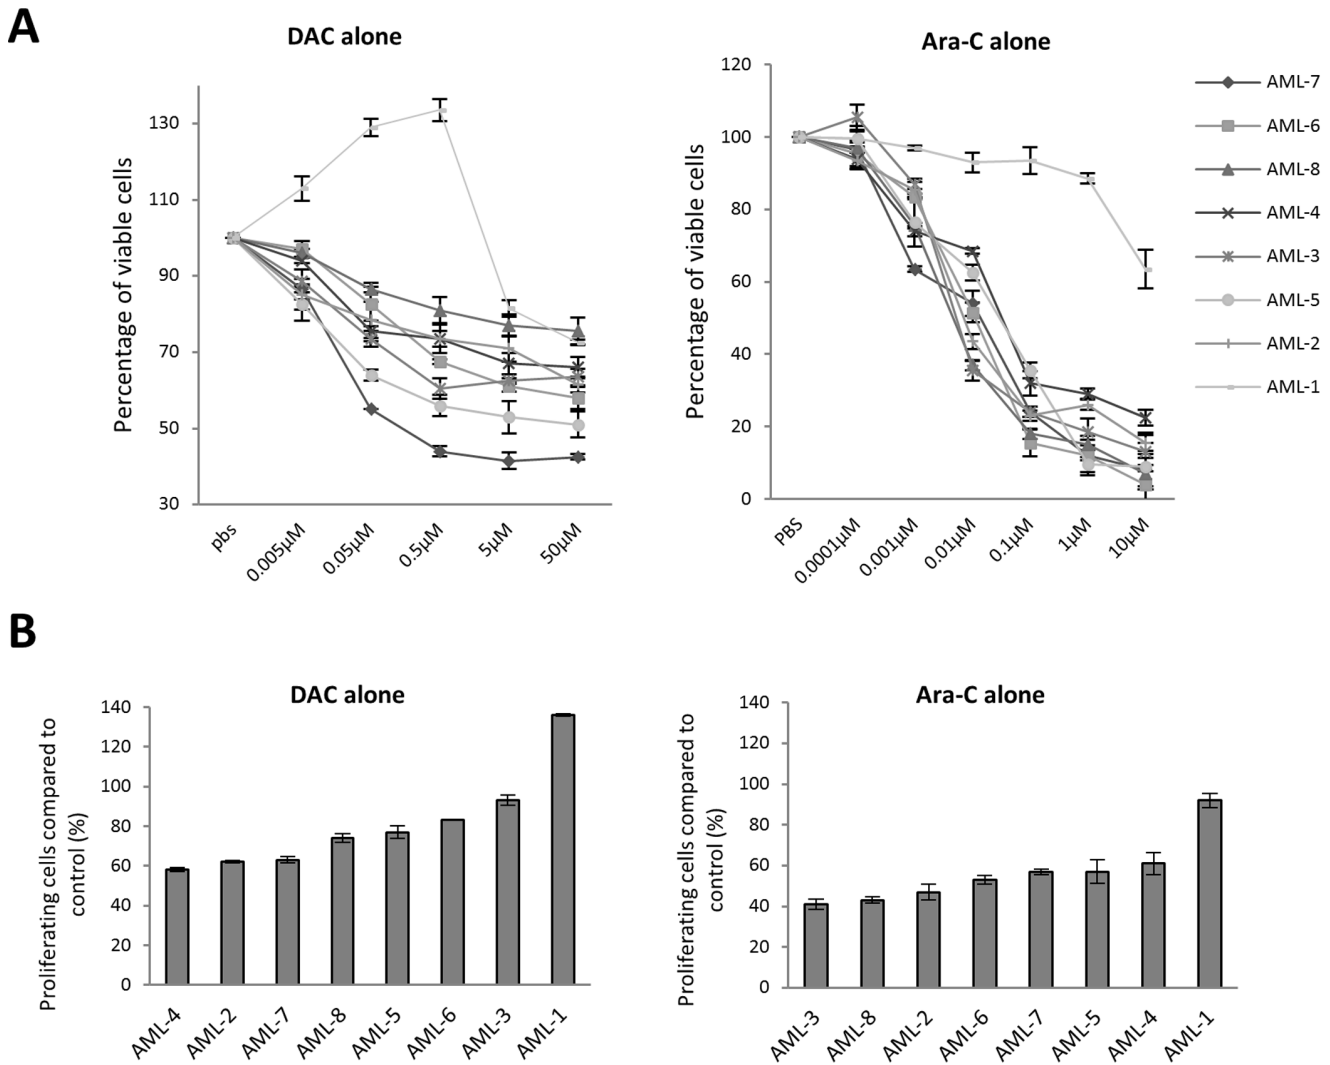 A
DAC alone
Percentage of viable cells
130
110
90
70
50
30
pbs
0.005µM
0.05µM
0.5µM
5µM
50µM
Ara-C alone
Percentage of viable cells
120
100
80
60
40
20
0
PBS
0.0001µM
0.001µM
0.01µM
0.1µM
1µM
10µM
AML-7
AML-6
AML-8
AML-4
AML-3
AML-5
AML-2
AML-1
B
DAC alone
Proliferating cells compared to
control (%)
140
120
100
80
60
40
20
0
AML-4
AML-2
AML-7
AML-8
AML-5
AML-6
AML-3
AML-1
Ara-C alone
Proliferating cells compared to
control (%)
140
120
100
80
60
40
20
0
AML-3
AML-8
AML-2
AML-6
AML-7
AML-5
AML-4
AML-1